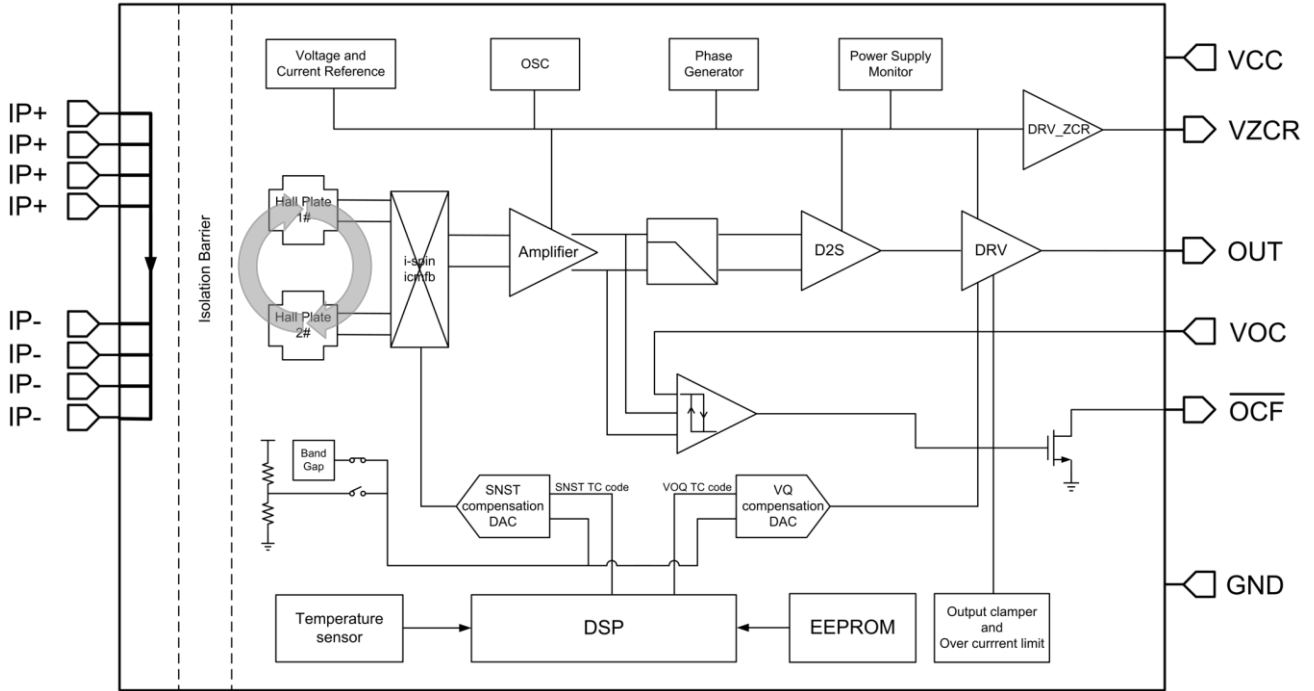 Voltage and
Current Reference
OSC
Phase
Generator
Power Supply
Monitor
VCC
IP+
IP+
IP+
IP+
DRV_ZCR
VZCR
Isolation Barrier
Hall Plate
1#
i-spin
icmfb
Amplifier
D2S
DRV
OUT
Hall Plate
2#
IP-
IP-
IP-
IP-
VOC
OCF
Band
Gap
SNST
compensation
DAC
SNST TC code
VOQ TC code
VQ
compensation
DAC
GND
Temperature
sensor
DSP
EEPROM
Output clamper
and
Over currrent limit